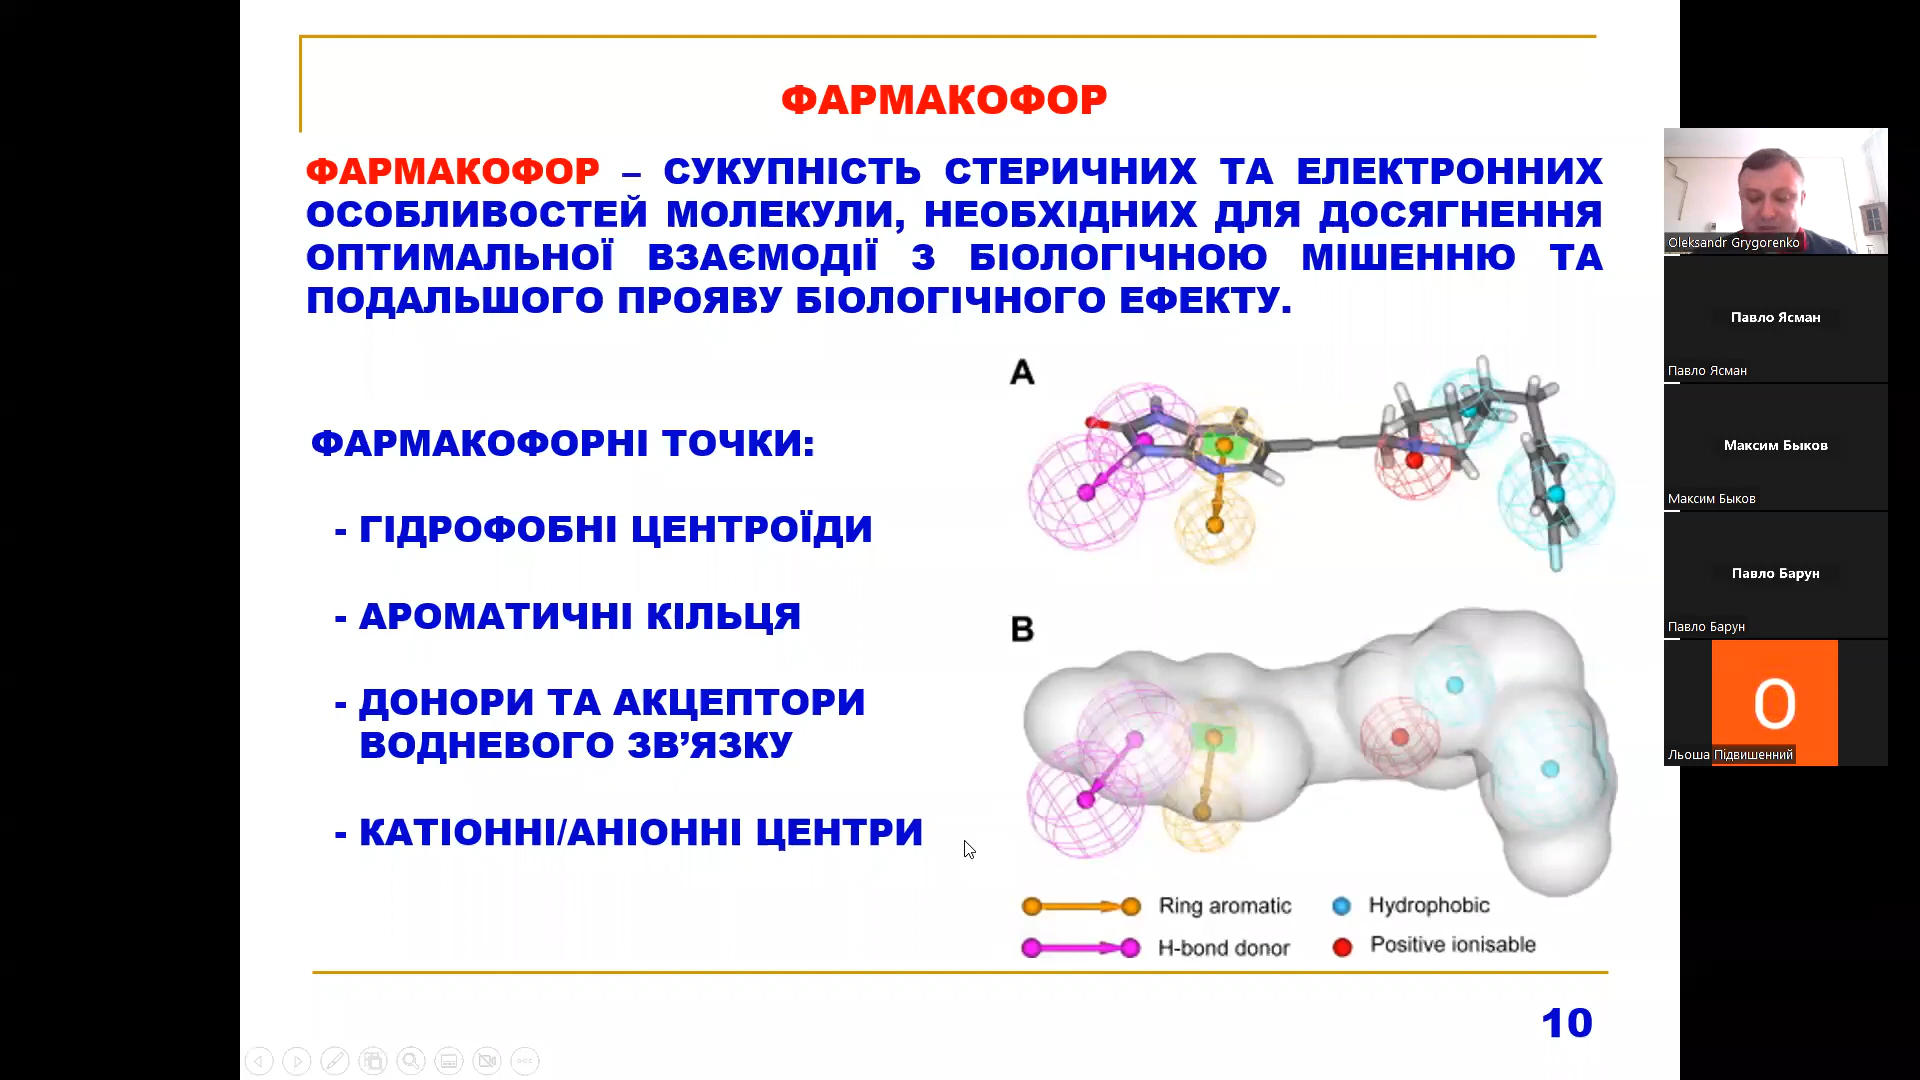 ФАРМАКОФОР
ФАРМАКОФОР – СУКУПНІСТЬ СТЕРИЧНИХ ТА ЕЛЕКТРОННИХ
ОСОБЛИВОСТЕЙ МОЛЕКУЛИ, НЕОБХІДНИХ ДЛЯ ДОСЯГНЕННЯ
ОПТИМАЛЬНОЇ ВЗАЄМОДІЇ З БІОЛОГІЧНОЮ МІШЕННЮ ТА
ПОДАЛЬШОГО ПРОЯВУ БІОЛОГІЧНОГО ЕФЕКТУ.
ФАРМАКОФОРНІ ТОЧКИ:
- ГІДРОФОБНІ ЦЕНТРОЇДИ
- АРОМАТИЧНІ КІЛЬЦЯ
- ДОНОРИ ТА АКЦЕПТОРИ
ВОДНЕВОГО ЗВ’ЯЗКУ
- КАТІОННІ/АНІОННІ ЦЕНТРИ
A
B
Ring aromatic
Hydrophobic
H-bond donor
Positive ionisable
10
Oleksandr Grygorenko
Павло Ясман
Павло Ясман
Максим Быков
Максим Быков
Павло Барун
Павло Барун
O
Льоша Підвишенний